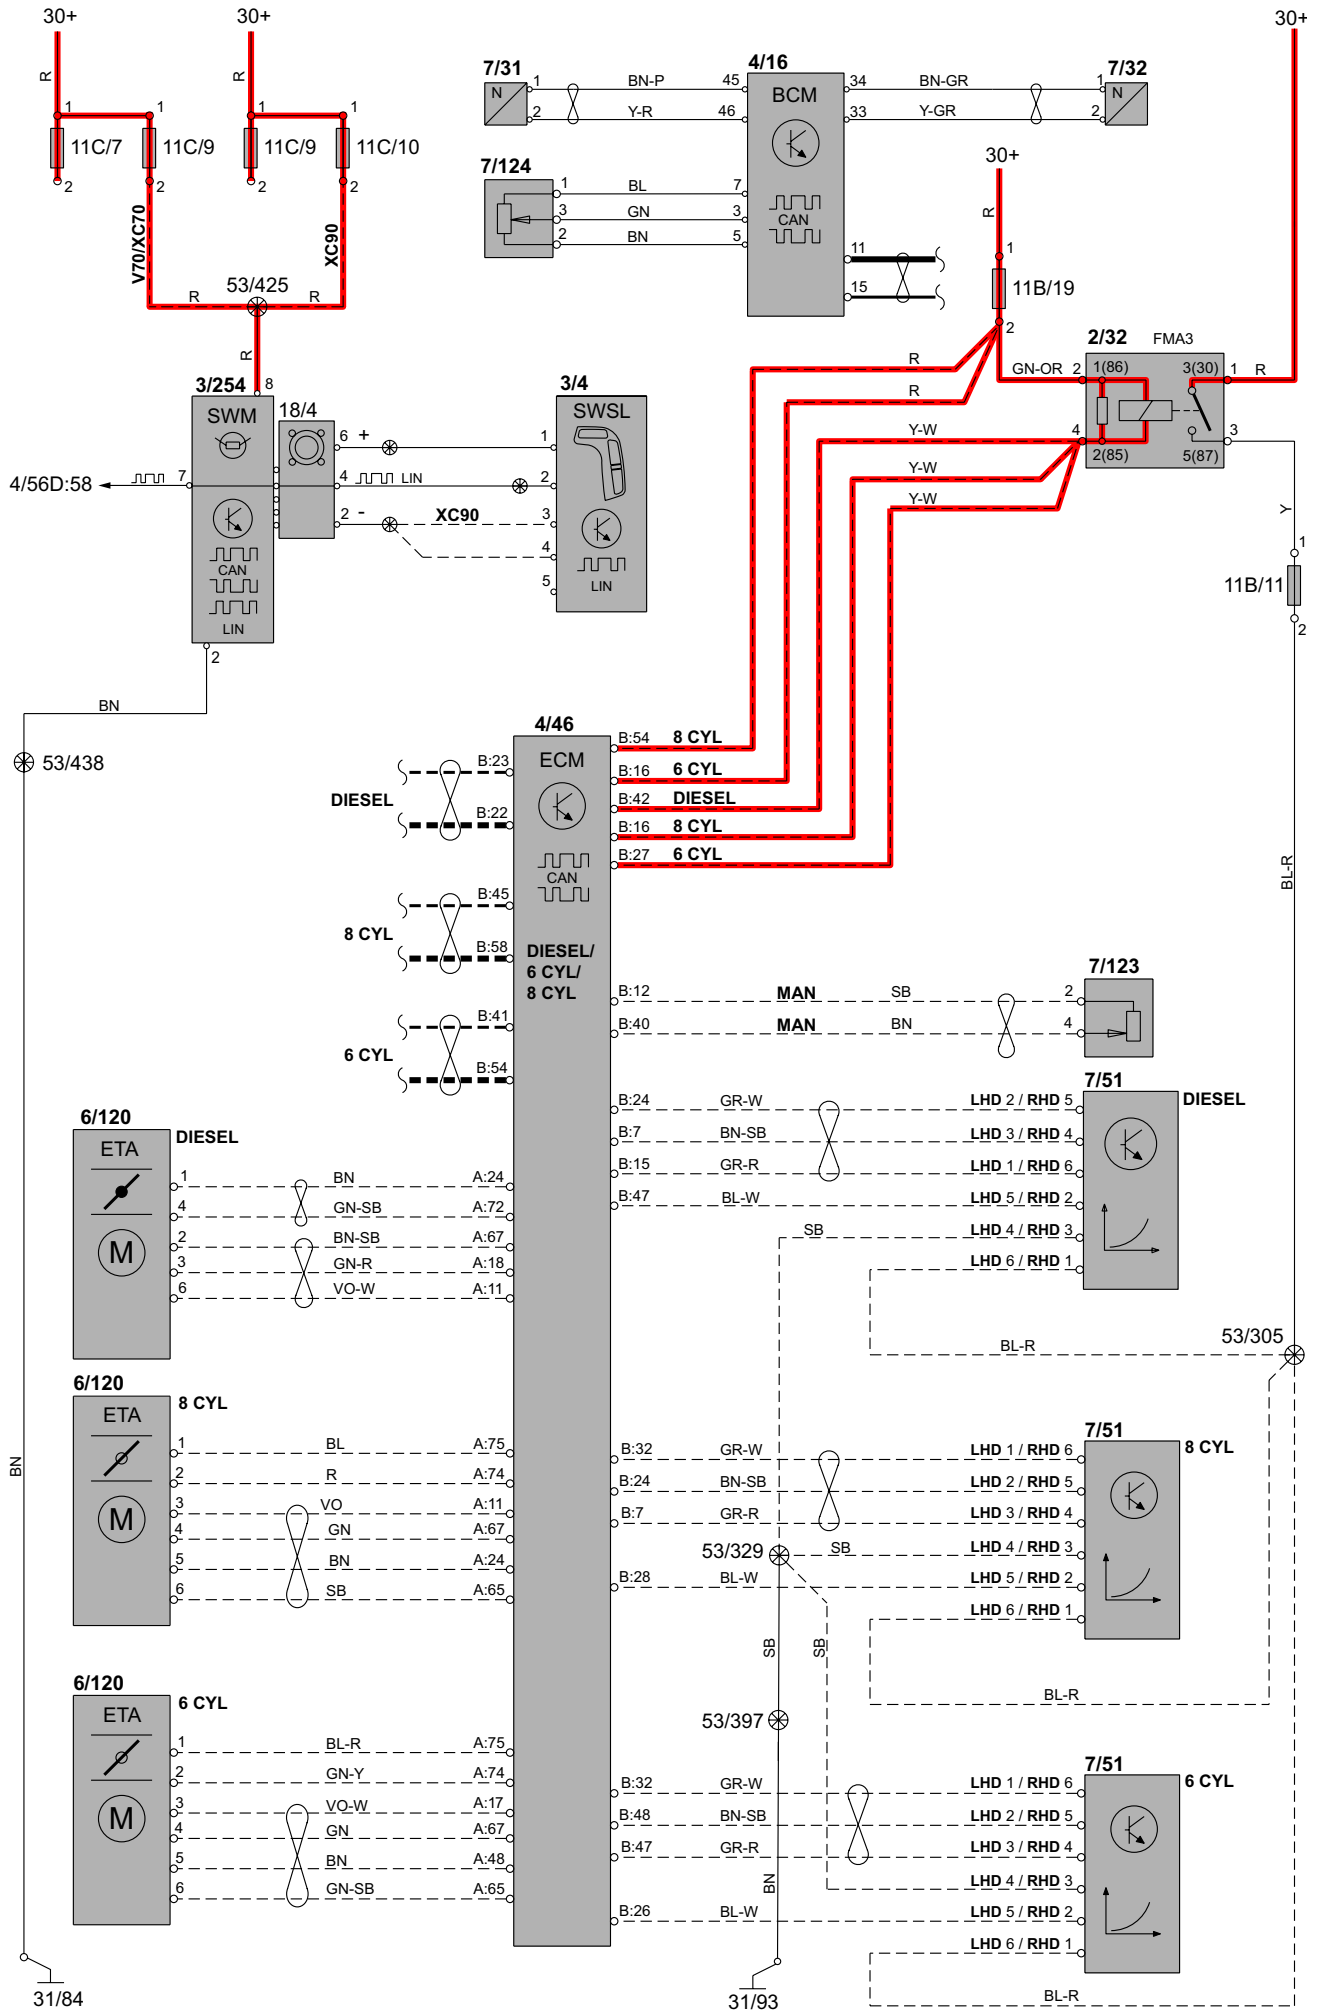 30+ 30+ 30+
R R
1 1 1 1
11C/7 11C/9 11C/9 11C/10
2 2 2 2
V70/XC70 XC90
53/425
R R
R
7/31 4/16 7/32
N 1 BN-P 45 BCM 34 BN-GR 1 N
2 Y-R 46 33 Y-GR 2
7/124
1 BL 7
3 GN 3 CAN
2 BN 5
11
15
30+
R
1
11B/19
2
2/32 FMA3
R
GN-OR 2 1(86) 3(30) 1 R
R
Y-W 4 2(85) 5(87) 3
Y-W
Y-W
Y
1
11B/11
2
BL-R
3/254 8
SWM 18/4
3/4
SWSL
6 + 1
4/56D:58 7 4 LIN 2
2 - XC90 3
4
5
CAN
LIN
LIN
2
BN
53/438
BN
31/84
4/46
ECM
CAN
DIESEL/
6 CYL/
8 CYL
B:54 8 CYL
B:16 6 CYL
B:42 DIESEL
B:16 8 CYL
B:27 6 CYL
B:23
DIESEL
B:22
B:45
8 CYL
B:58
B:41
6 CYL
B:54
7/123
B:12 MAN SB 2
B:40 MAN BN 4
7/51
DIESEL
B:24 GR-W LHD 2 / RHD 5
B:7 BN-SB LHD 3 / RHD 4
B:15 GR-R LHD 1 / RHD 6
B:47 BL-W LHD 5 / RHD 2
SB LHD 4 / RHD 3
LHD 6 / RHD 1
BL-R
53/305
6/120
ETA DIESEL
M
1 BN A:24
4 GN-SB A:72
2 BN-SB A:67
3 GN-R A:18
6 VO-W A:11
6/120
ETA 8 CYL
M
1 BL A:75
2 R A:74
3 VO A:11
4 GN A:67
5 BN A:24
6 SB A:65
7/51
8 CYL
B:32 GR-W LHD 1 / RHD 6
B:24 BN-SB LHD 2 / RHD 5
B:7 GR-R LHD 3 / RHD 4
53/329 SB LHD 4 / RHD 3
B:28 BL-W LHD 5 / RHD 2
LHD 6 / RHD 1
SB SB
BL-R
53/397
6/120
ETA 6 CYL
M
1 BL-R A:75
2 GN-Y A:74
3 VO-W A:17
4 GN A:67
5 BN A:48
6 GN-SB A:65
7/51
6 CYL
B:32 GR-W LHD 1 / RHD 6
B:48 BN-SB LHD 2 / RHD 5
B:47 GR-R LHD 3 / RHD 4
LHD 4 / RHD 3
B:26 BL-W LHD 5 / RHD 2
LHD 6 / RHD 1
BN
BL-R
31/93